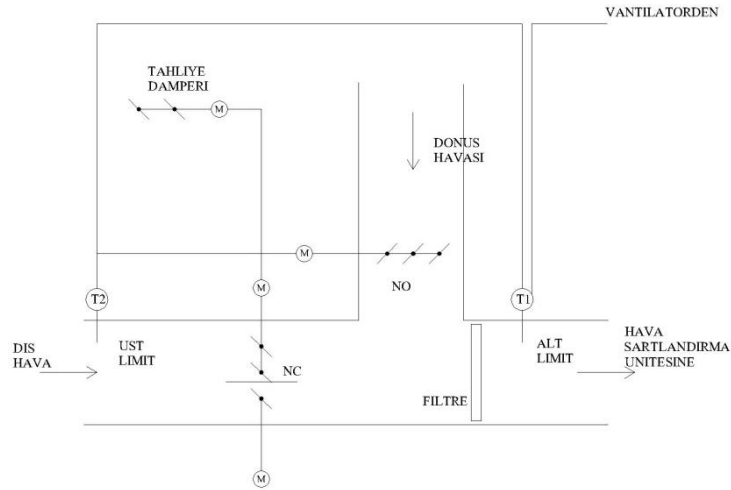 VANTILATORDEN
TAHLIYE
DAMPERI
M
DONUS
HAVASI
M
M
NO
T2
T1
DIS
HAVA
UST
LIMIT
NC
ALT
LIMIT
HAVA
SARTLANDIRMA
UNITESINE
FILTRE
M